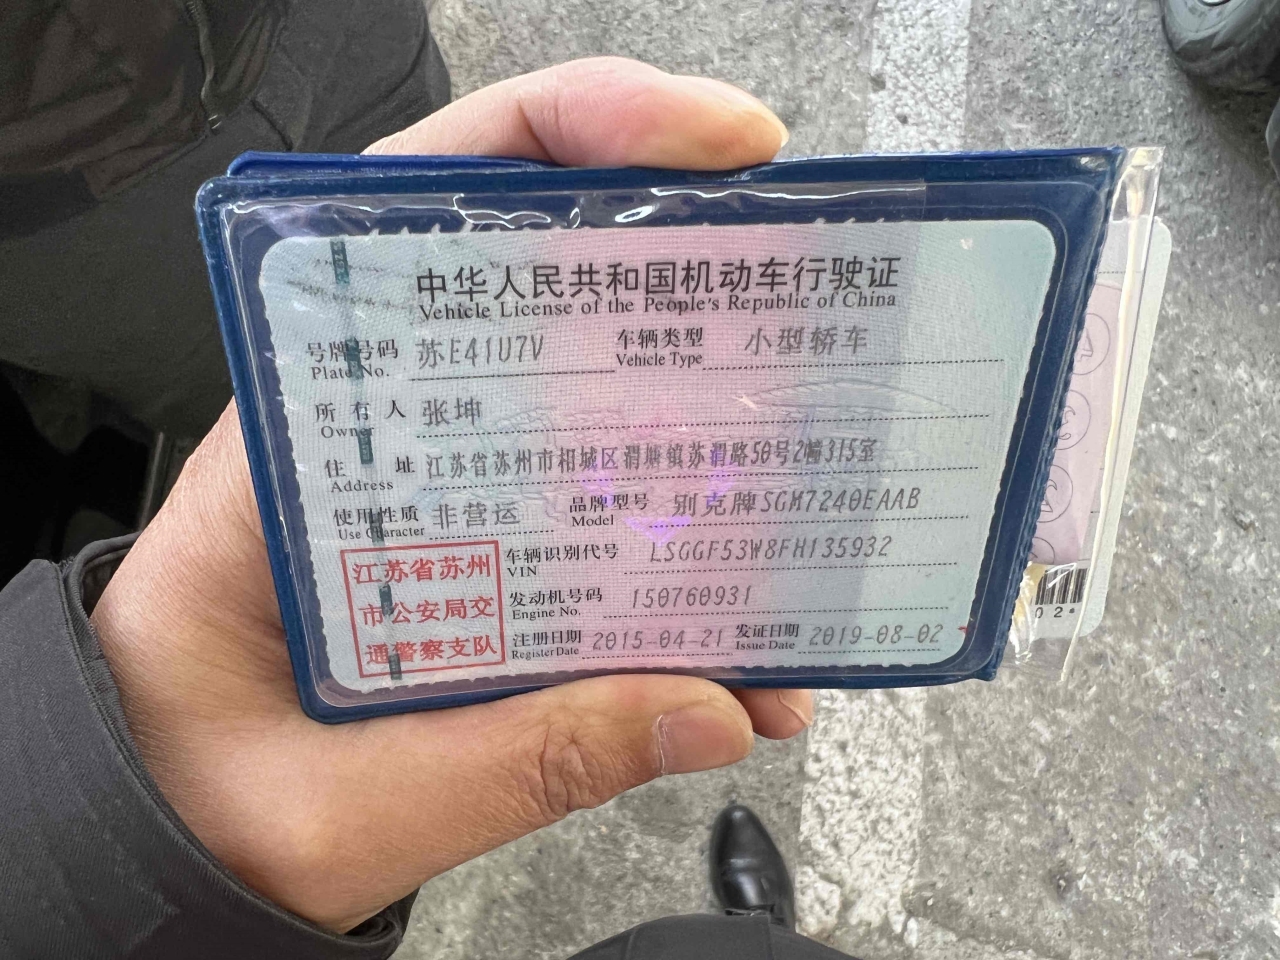 中华人民共和国机动车行驶证
Vehicle License of the People's Republic of China
号牌号码 苏E41U7V 车辆类型 小型轿车
Plate No. Vehicle Type
所有人 张坤
Owner
住址 江苏省苏州市相城区渭塘镇苏渭路50号2幢315室
Address
使用性质 非营运 品牌型号 别克牌SGM7240EAAB
Use Character Model
江苏省苏州
市公安局交
通警察支队
车辆识别代号 LSGGF53W8FH135932
VIN
发动机号码 150760931
Engine No.
注册日期 2015-04-21 发证日期 2019-08-02
Register Date Issue Date
02*